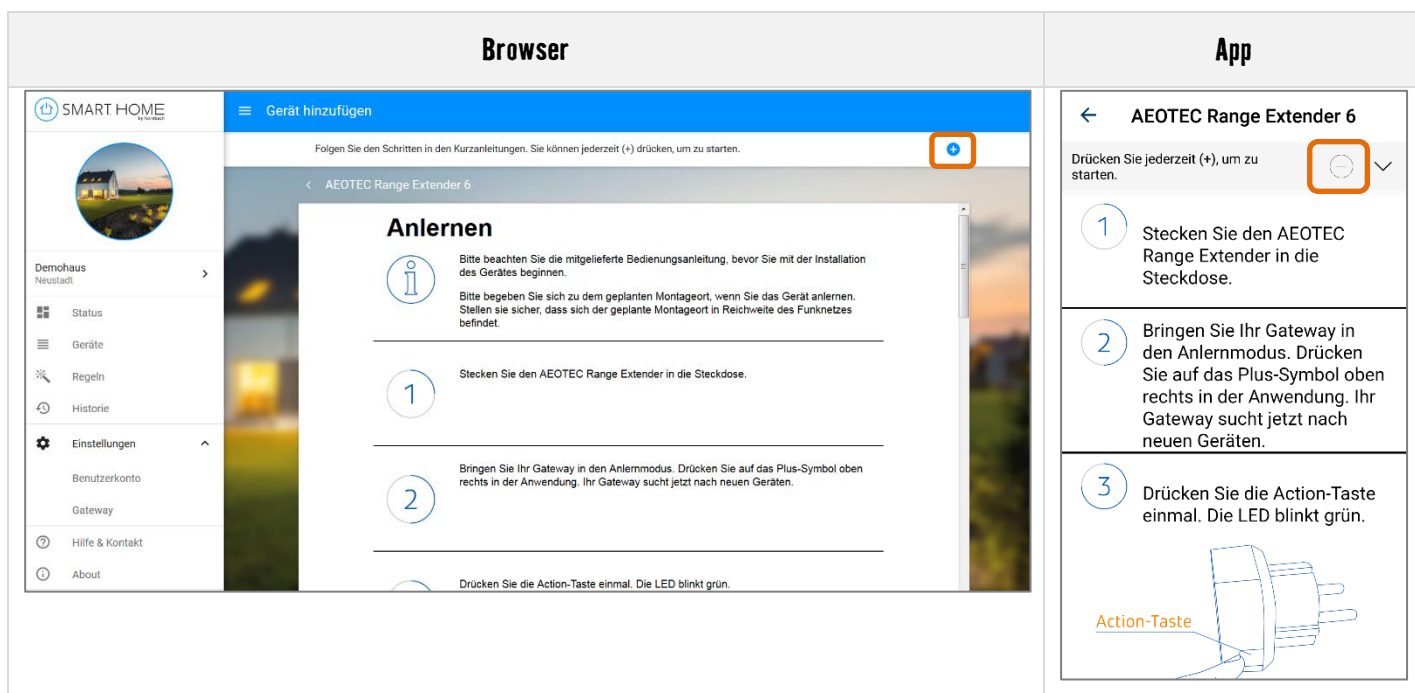 Browser
App
SMART HOME
by hornbach
Gerät hinzufügen
Folgen Sie den Schritten in den Kurzanleitungen. Sie können jederzeit (+) drücken, um zu starten.
AEOTEC Range Extender 6
Demohaus
Neustadt
Status
Geräte
Regeln
Historie
Einstellungen
Benutzerkonto
Gateway
Hilfe & Kontakt
About
Anlernen
Bitte beachten Sie die mitgelieferte Bedienungsanleitung, bevor Sie mit der Installation
des Gerätes beginnen.
Bitte begeben Sie sich zu dem geplanten Montageort, wenn Sie das Gerät anlernen.
Stellen sie sicher, dass sich der geplante Montageort in Reichweite des Funknetzes
befindet.
1
Stecken Sie den AEOTEC Range Extender in die Steckdose.
2
Bringen Sie Ihr Gateway in den Anlernmodus. Drücken Sie auf das Plus-Symbol oben
rechts in der Anwendung. Ihr Gateway sucht jetzt nach neuen Geräten.
Drücken Sie die Action-Taste einmal. Die LED blinkt grün.
AEOTEC Range Extender 6
Drücken Sie jederzeit (+), um zu
starten.
1
Stecken Sie den AEOTEC
Range Extender in die
Steckdose.
2
Bringen Sie Ihr Gateway in
den Anlernmodus. Drücken
Sie auf das Plus-Symbol oben
rechts in der Anwendung. Ihr
Gateway sucht jetzt nach
neuen Geräten.
3
Drücken Sie die Action-Taste
einmal. Die LED blinkt grün.
Action-Taste